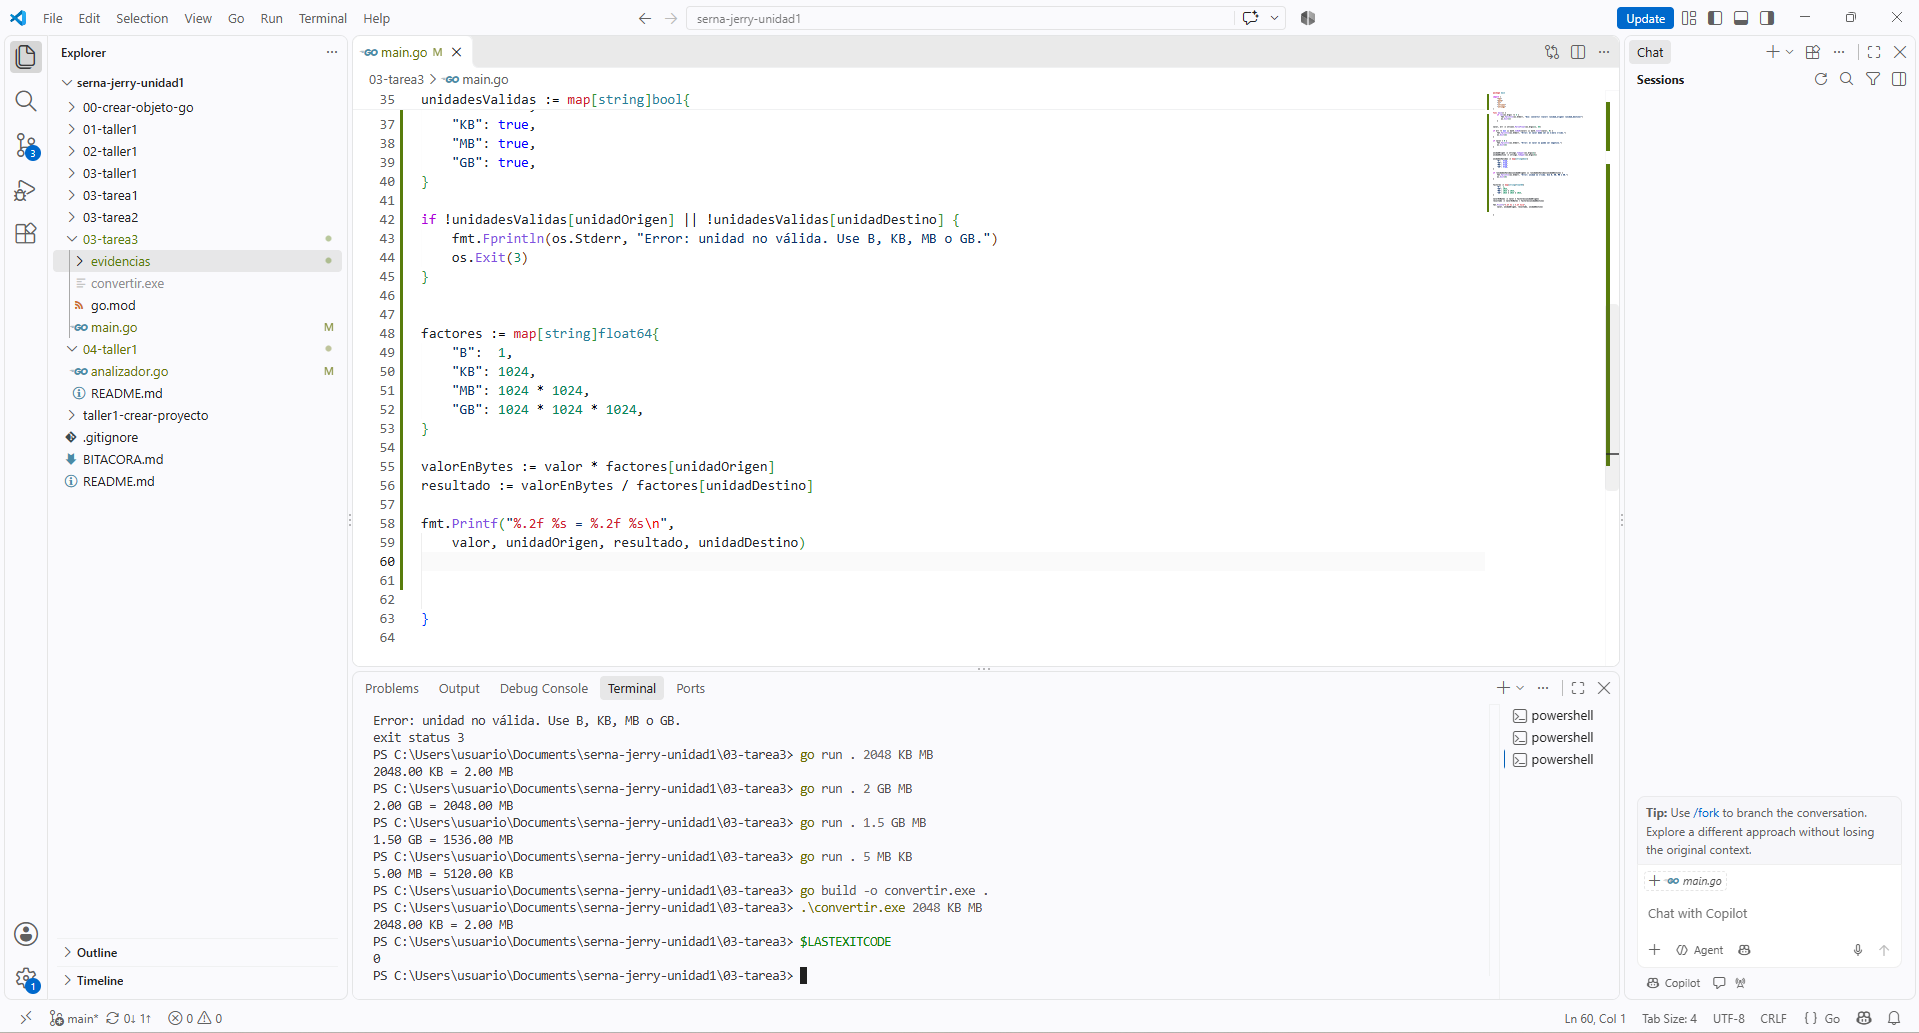 File Edit Selection View Go Run Terminal Help
serna-jerry-unidad1
Update
Explorer
serna-jerry-unidad1
00-crear-objeto-go
01-taller1
02-taller1
03-taller1
03-tarea1
03-tarea2
03-tarea3
evidencias
convertir.exe
go.mod
main.go M
04-taller1
analizador.go M
README.md
taller1-crear-proyecto
.gitignore
BITACORA.md
README.md
Outline
Timeline
3
1
main.go M
03-tarea3 > main.go
35 unidadesValidas := map[string]bool{
37 "KB": true,
38 "MB": true,
39 "GB": true,
40 }
41
42 if !unidadesValidas[unidadOrigen] || !unidadesValidas[unidadDestino] {
43 fmt.Fprintln(os.Stderr, "Error: unidad no válida. Use B, KB, MB o GB.")
44 os.Exit(3)
45 }
46
47
48 factores := map[string]float64{
49 "B": 1,
50 "KB": 1024,
51 "MB": 1024 * 1024,
52 "GB": 1024 * 1024 * 1024,
53 }
54
55 valorEnBytes := valor * factores[unidadOrigen]
56 resultado := valorEnBytes / factores[unidadDestino]
57
58 fmt.Printf("%.2f %s = %.2f %s\n",
59 valor, unidadOrigen, resultado, unidadDestino)
60
61
62
63 }
64
Problems Output Debug Console Terminal Ports
Error: unidad no válida. Use B, KB, MB o GB.
exit status 3
PS C:\Users\usuario\Documents\serna-jerry-unidad1\03-tarea3> go run . 2048 KB MB
2048.00 KB = 2.00 MB
PS C:\Users\usuario\Documents\serna-jerry-unidad1\03-tarea3> go run . 2 GB MB
2.00 GB = 2048.00 MB
PS C:\Users\usuario\Documents\serna-jerry-unidad1\03-tarea3> go run . 1.5 GB MB
1.50 GB = 1536.00 MB
PS C:\Users\usuario\Documents\serna-jerry-unidad1\03-tarea3> go run . 5 MB KB
5.00 MB = 5120.00 KB
PS C:\Users\usuario\Documents\serna-jerry-unidad1\03-tarea3> go build -o convertir.exe .
PS C:\Users\usuario\Documents\serna-jerry-unidad1\03-tarea3> .\convertir.exe 2048 KB MB
2048.00 KB = 2.00 MB
PS C:\Users\usuario\Documents\serna-jerry-unidad1\03-tarea3> $LASTEXITCODE
0
PS C:\Users\usuario\Documents\serna-jerry-unidad1\03-tarea3>
powershell
powershell
powershell
Chat
Sessions
Tip: Use /fork to branch the conversation.
Explore a different approach without losing
the original context.
main.go
Chat with Copilot
Agent
Copilot
main* 0↓ 1↑ 0 0
Ln 60, Col 1 Tab Size: 4 UTF-8 CRLF {} Go